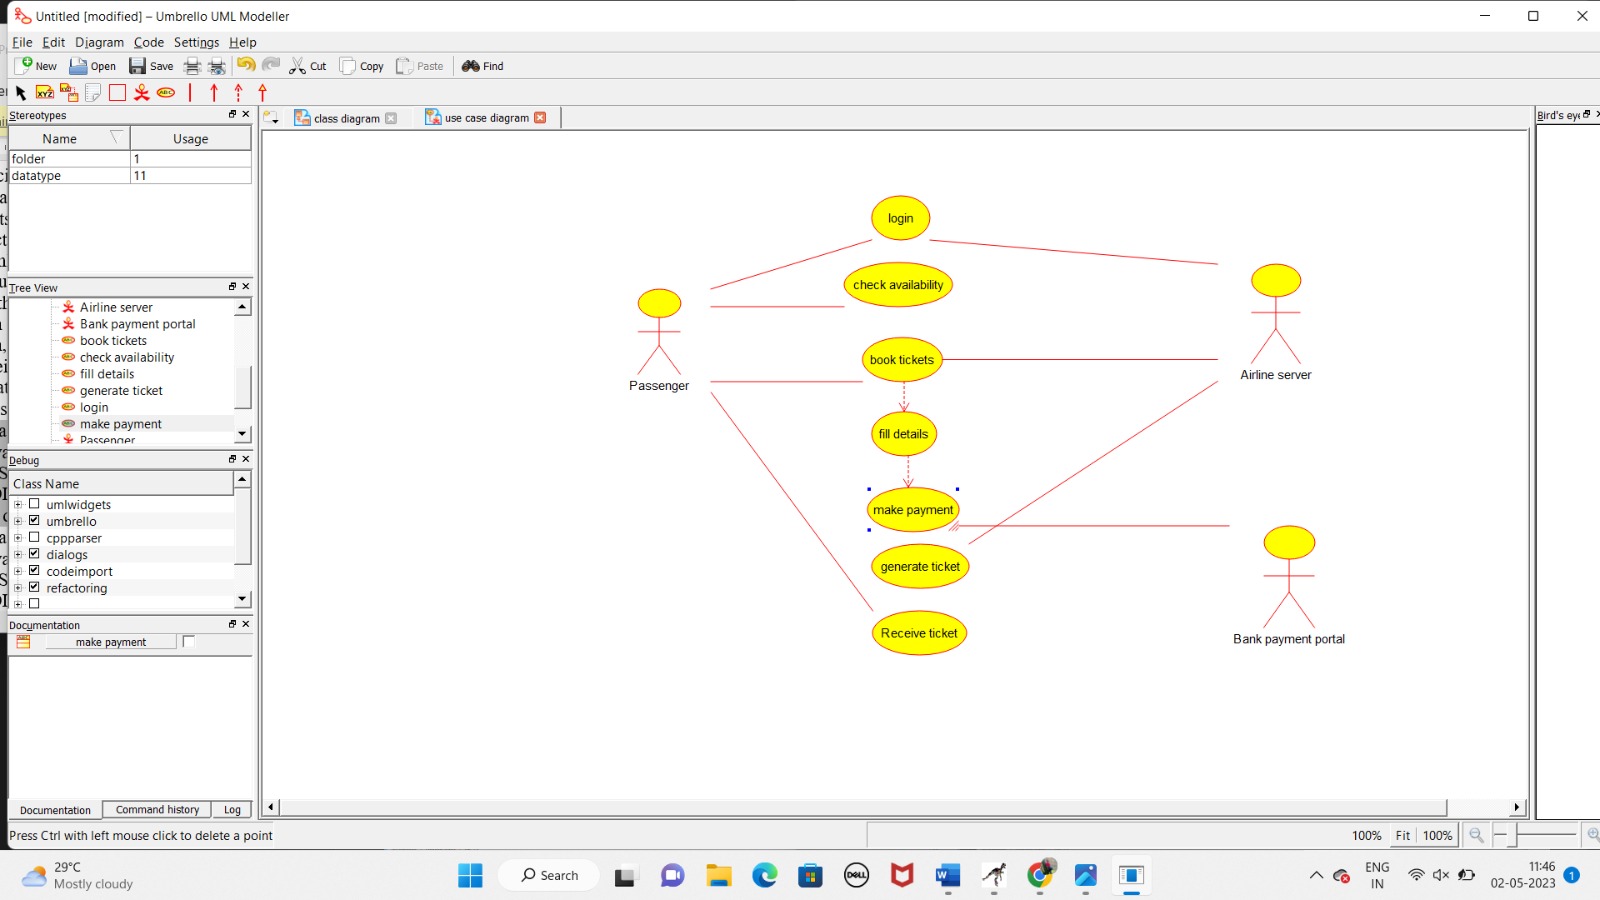 Untitled [modified] – Umbrello UML Modeller
File Edit Diagram Code Settings Help
New Open Save Cut Copy Paste Find
XYZ ABC
Stereotypes
Name Usage
folder 1
datatype 11
Tree View
Airline server
Bank payment portal
book tickets
check availability
fill details
generate ticket
login
make payment
Passenger
Debug
Class Name
umlwidgets
umbrello
cppparser
dialogs
codeimport
refactoring
Documentation
make payment
Documentation Command history Log
Press Ctrl with left mouse click to delete a point
class diagram use case diagram
Bird's eye
login
check availability
book tickets
fill details
make payment
generate ticket
Receive ticket
Passenger
Airline server
Bank payment portal
100% Fit 100%
29°C
Mostly cloudy
Search
DELL
W
ENG
IN
11:46
02-05-2023
1